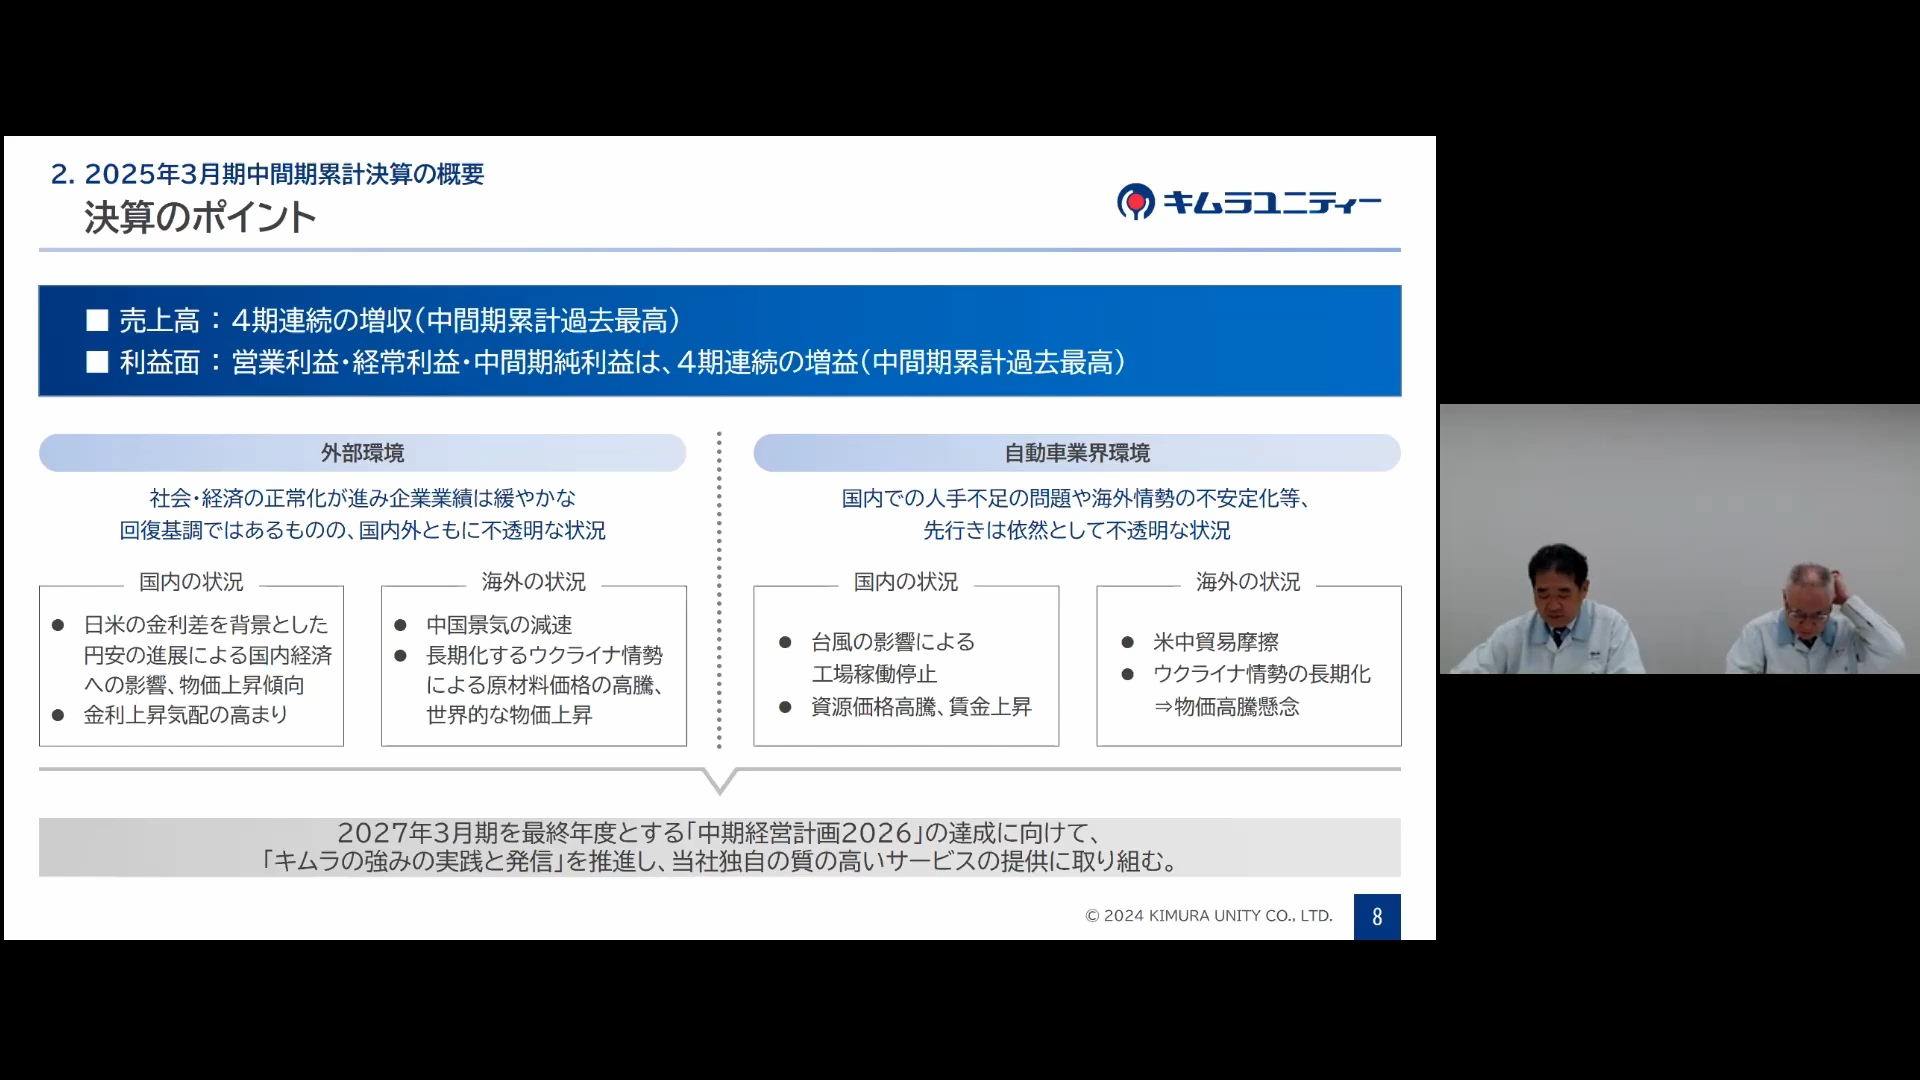 2. 2025年3月期中間期累計決算の概要
決算のポイント
キムラユニティー
■ 売上高 : 4期連続の増収(中間期累計過去最高)
■ 利益面 : 営業利益・経常利益・中間期純利益は、4期連続の増益(中間期累計過去最高)
外部環境
社会・経済の正常化が進み企業業績は緩やかな
回復基調ではあるものの、国内外ともに不透明な状況
国内の状況
● 日米の金利差を背景とした
円安の進展による国内経済
への影響、物価上昇傾向
● 金利上昇気配の高まり
海外の状況
● 中国景気の減速
● 長期化するウクライナ情勢
による原材料価格の高騰、
世界的な物価上昇
自動車業界環境
国内での人手不足の問題や海外情勢の不安定化等、
先行きは依然として不透明な状況
国内の状況
● 台風の影響による
工場稼働停止
● 資源価格高騰、賃金上昇
海外の状況
● 米中貿易摩擦
● ウクライナ情勢の長期化
⇒物価高騰懸念
2027年3月期を最終年度とする「中期経営計画2026」の達成に向けて、
「キムラの強みの実践と発信」を推進し、当社独自の質の高いサービスの提供に取り組む。
© 2024 KIMURA UNITY CO., LTD.
8